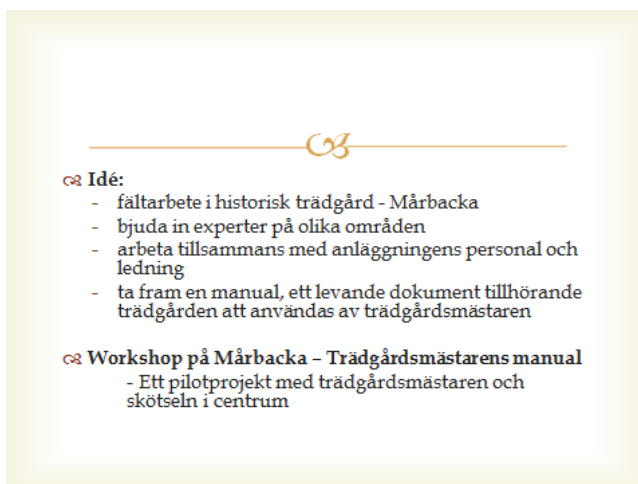 Idé:
- fältarbete i historisk trädgård - Mårbacka
- bjuda in experter på olika områden
- arbeta tillsammans med anläggningens personal och
ledning
- ta fram en manual, ett levande dokument tillhörande
trädgården att användas av trädgårdsmästaren
Workshop på Mårbacka – Trädgårdsmästarens manual
- Ett pilotprojekt med trädgårdsmästaren och
skötseln i centrum